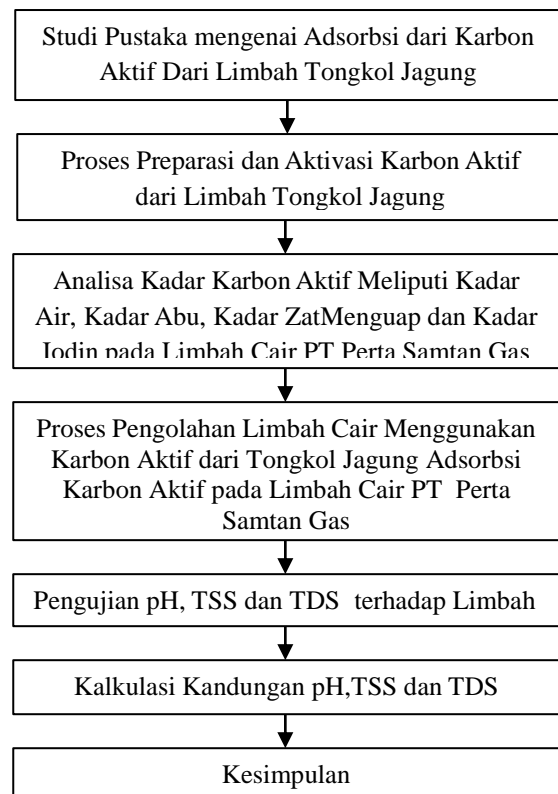 Studi Pustaka mengenai Adsorbsi dari Karbon
Aktif Dari Limbah Tongkol Jagung
Proses Preparasi dan Aktivasi Karbon Aktif
dari Limbah Tongkol Jagung
Analisa Kadar Karbon Aktif Meliputi Kadar
Air, Kadar Abu, Kadar ZatMenguap dan Kadar
Iodin pada Limbah Cair PT Perta Samtan Gas
Proses Pengolahan Limbah Cair Menggunakan
Karbon Aktif dari Tongkol Jagung Adsorbsi
Karbon Aktif pada Limbah Cair PT Perta
Samtan Gas
Pengujian pH, TSS dan TDS terhadap Limbah
Kalkulasi Kandungan pH,TSS dan TDS
Kesimpulan